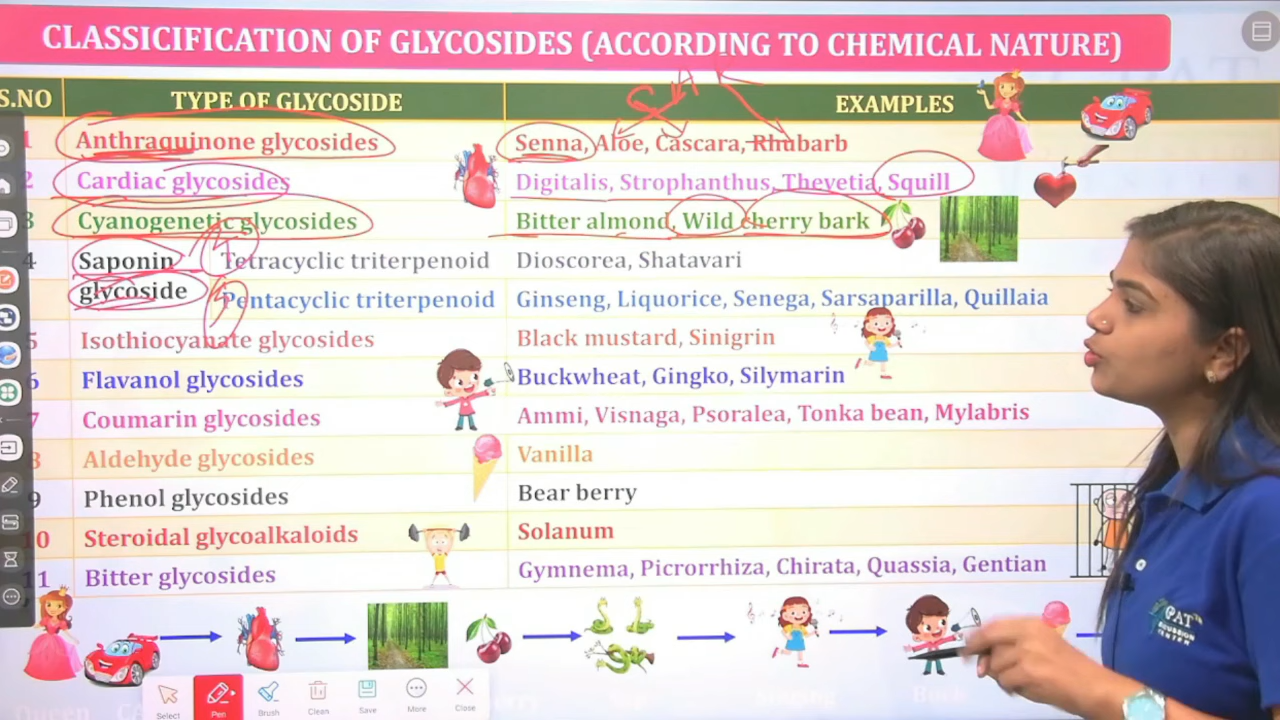 CLASSICIFICATION OF GLYCOSIDES (ACCORDING TO CHEMICAL NATURE)
S.NO TYPE OF GLYCOSIDE EXAMPLES
1 Anthraquinone glycosides Senna, Aloe, Cascara, Rhubarb
2 Cardiac glycosides Digitalis, Strophanthus, Thevetia, Squill
3 Cyanogenetic glycosides Bitter almond, Wild cherry bark
4 Saponin Tetracyclic triterpenoid Dioscorea, Shatavari
glycoside Pentacyclic triterpenoid Ginseng, Liquorice, Senega, Sarsaparilla, Quillaia
5 Isothiocyanate glycosides Black mustard, Sinigrin
6 Flavanol glycosides Buckwheat, Gingko, Silymarin
7 Coumarin glycosides Ammi, Visnaga, Psoralea, Tonka bean, Mylabris
8 Aldehyde glycosides Vanilla
9 Phenol glycosides Bear berry
10 Steroidal glycoalkaloids Solanum
11 Bitter glycosides Gymnema, Picrorrhiza, Chirata, Quassia, Gentian
Select Pen Brush Clean Save More Close
GPAT
DISCUSSION
CENTER
Queen